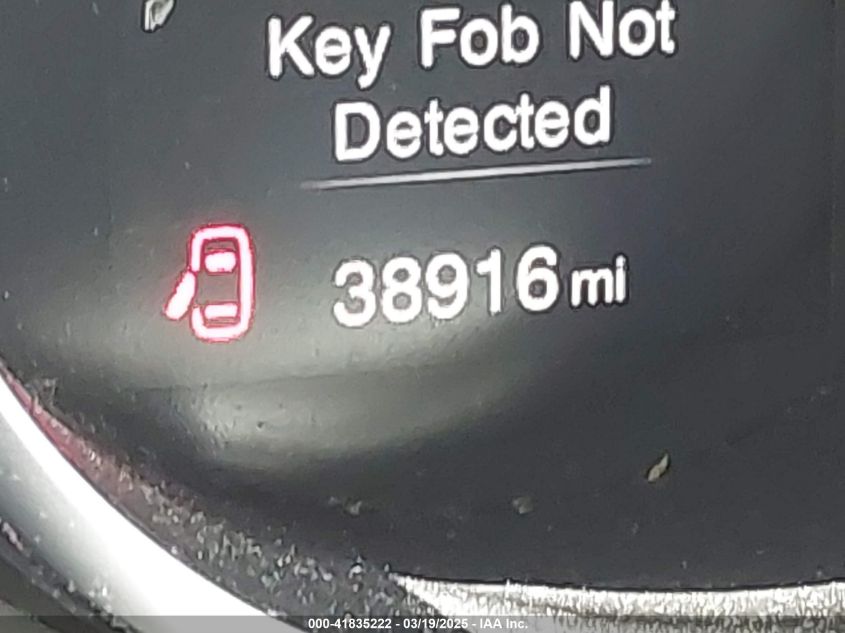 Key Fob Not
Detected
38916 mi
000-41835222 - 03/19/2025 - IAA Inc.